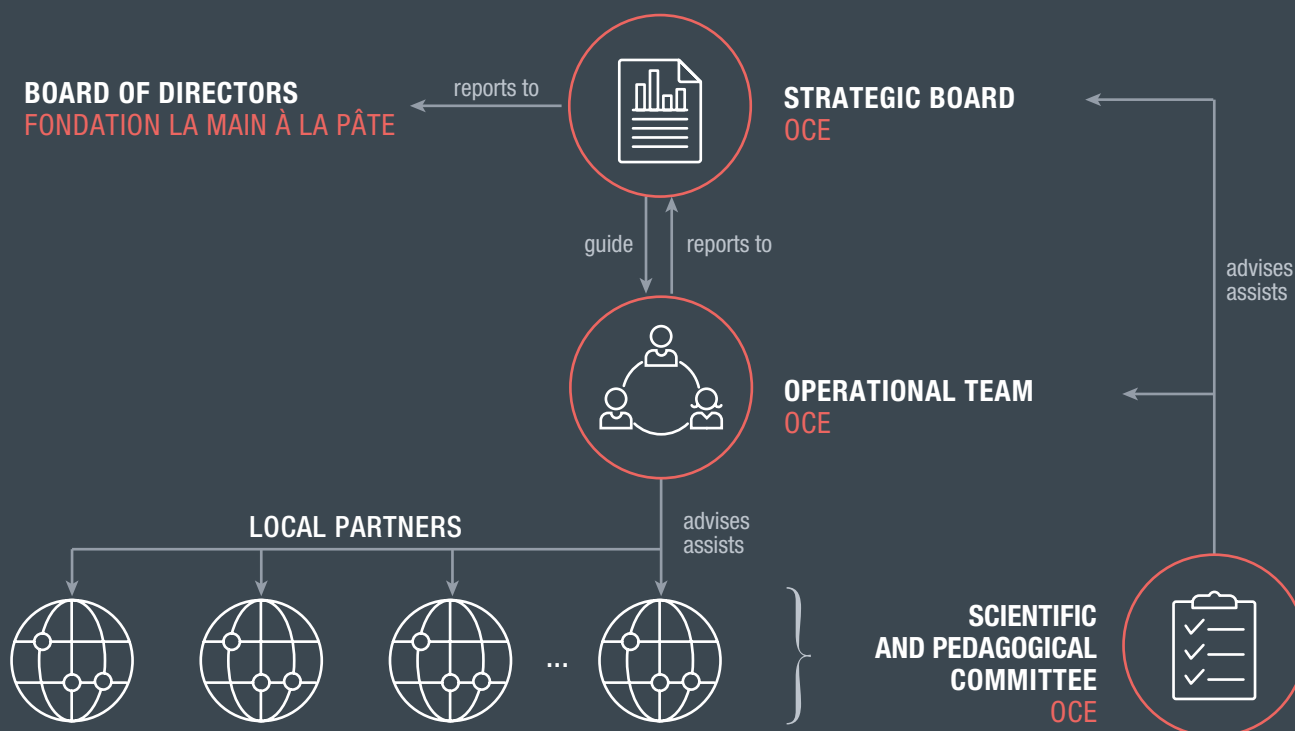 BOARD OF DIRECTORS
FONDATION LA MAIN À LA PÂTE
reports to
STRATEGIC BOARD
OCE
guide
reports to
advises
assists
OPERATIONAL TEAM
OCE
LOCAL PARTNERS
advises
assists
...
SCIENTIFIC
AND PEDAGOGICAL
COMMITTEE
OCE